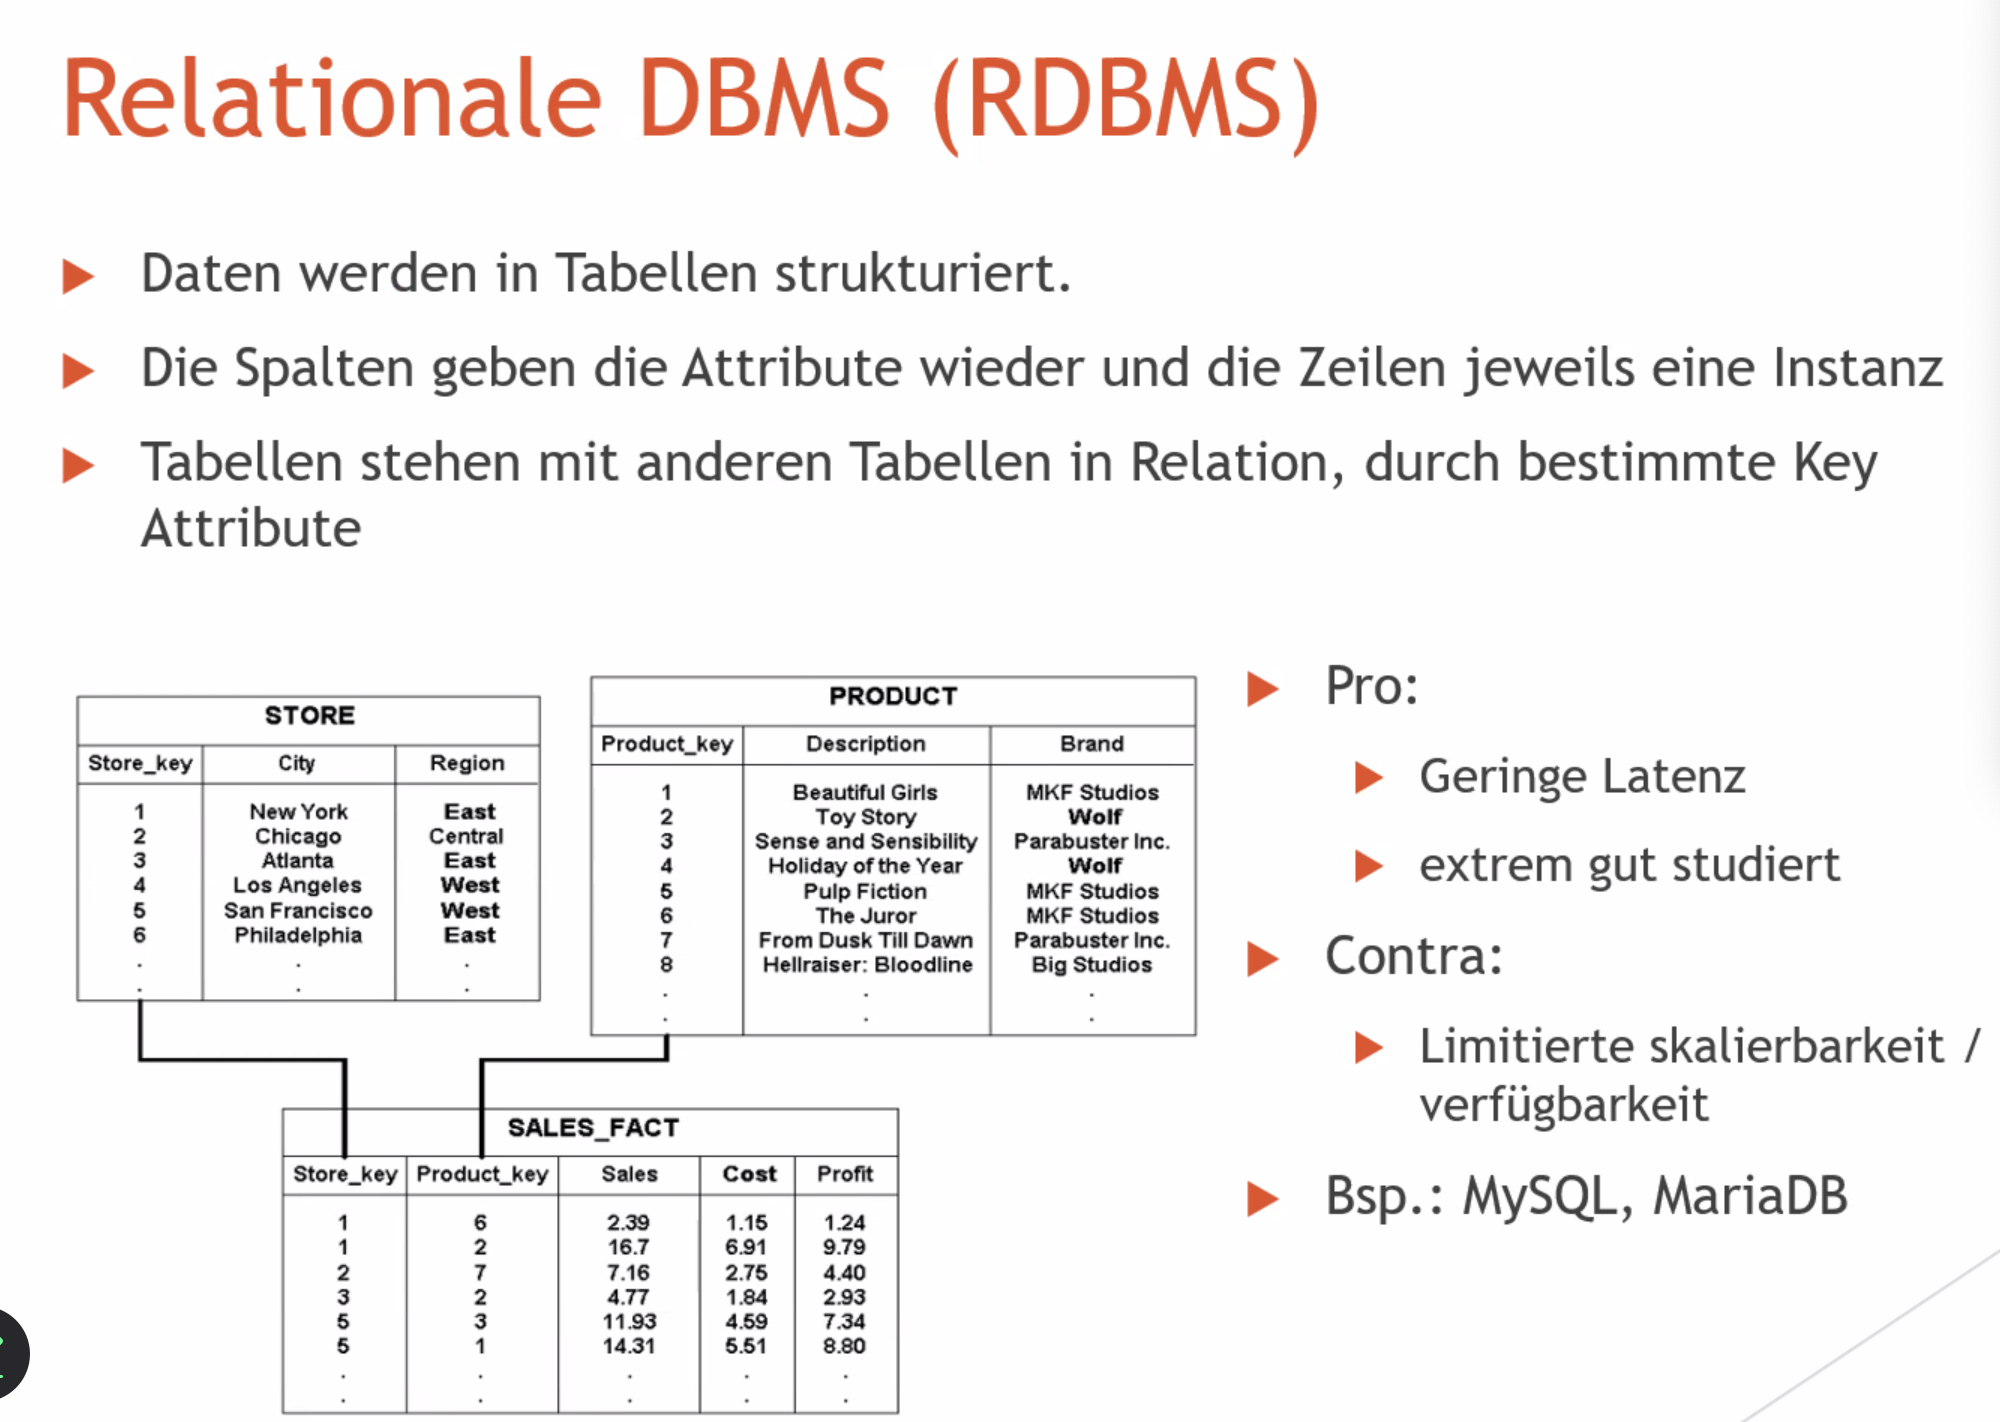 Relationale DBMS (RDBMS)
Daten werden in Tabellen strukturiert.
Die Spalten geben die Attribute wieder und die Zeilen jeweils eine Instanz
Tabellen stehen mit anderen Tabellen in Relation, durch bestimmte Key
Attribute
STORE
Store_key City Region
1 New York East
2 Chicago Central
3 Atlanta East
4 Los Angeles West
5 San Francisco West
6 Philadelphia East
. . .
. . .
PRODUCT
Product_key Description Brand
1 Beautiful Girls MKF Studios
2 Toy Story Wolf
3 Sense and Sensibility Parabuster Inc.
4 Holiday of the Year Wolf
5 Pulp Fiction MKF Studios
6 The Juror MKF Studios
7 From Dusk Till Dawn Parabuster Inc.
8 Hellraiser: Bloodline Big Studios
. . .
. . .
SALES_FACT
Store_key Product_key Sales Cost Profit
1 6 2.39 1.15 1.24
1 2 16.7 6.91 9.79
2 7 7.16 2.75 4.40
3 2 4.77 1.84 2.93
5 3 11.93 4.59 7.34
5 1 14.31 5.51 8.80
. . . . .
. . . . .
Pro:
Geringe Latenz
extrem gut studiert
Contra:
Limitierte skalierbarkeit /
verfügbarkeit
Bsp.: MySQL, MariaDB